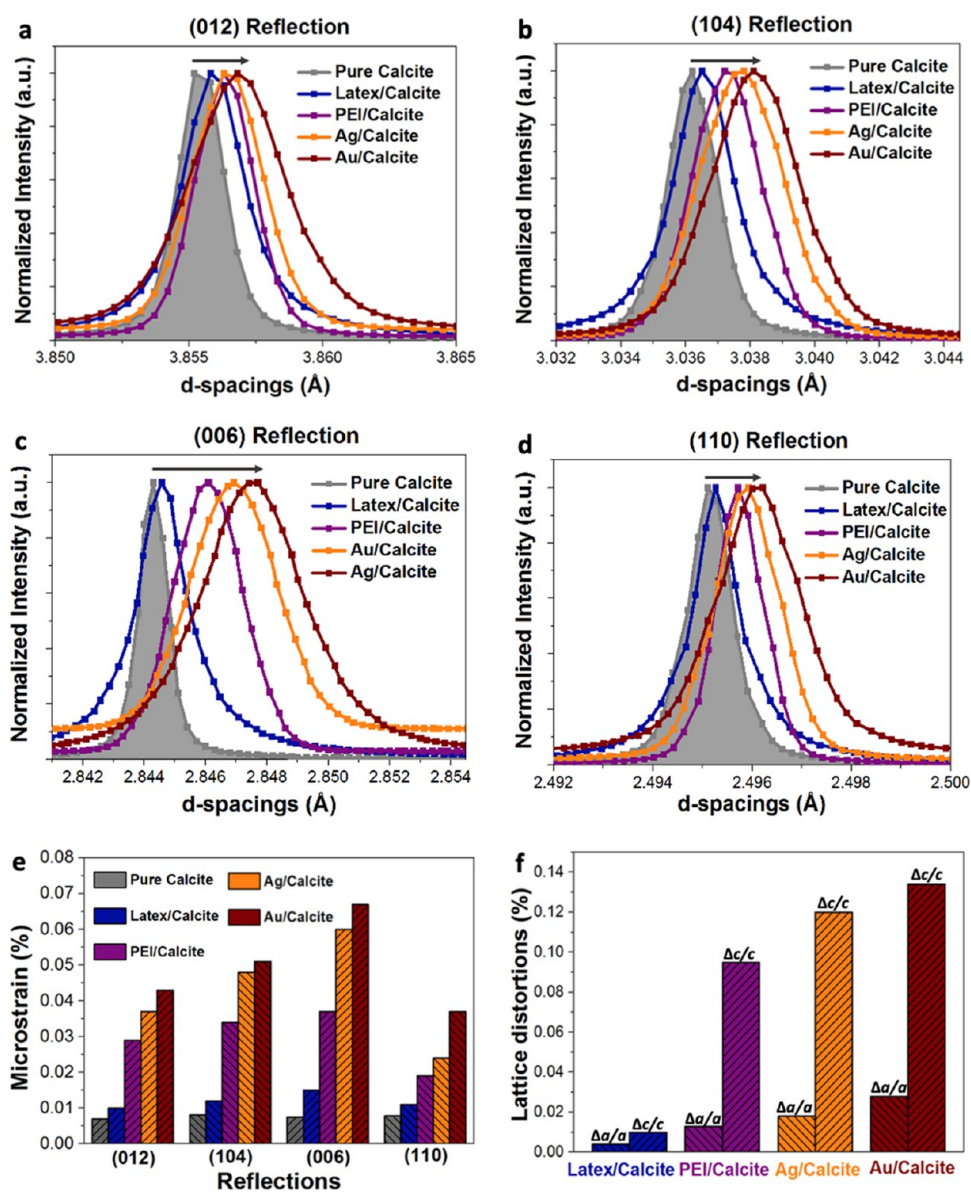 a
(012) Reflection
Normalized Intensity (a.u.)
Pure Calcite
Latex/Calcite
PEI/Calcite
Ag/Calcite
Au/Calcite
3.850 3.855 3.860 3.865
d-spacings (Å)
b
(104) Reflection
Normalized Intensity (a.u.)
Pure Calcite
Latex/Calcite
PEI/Calcite
Ag/Calcite
Au/Calcite
3.032 3.034 3.036 3.038 3.040 3.042 3.044
d-spacings (Å)
c
(006) Reflection
Normalized Intensity (a.u.)
Pure Calcite
Latex/Calcite
PEI/Calcite
Au/Calcite
Ag/Calcite
2.842 2.844 2.846 2.848 2.850 2.852 2.854
d-spacings (Å)
d
(110) Reflection
Normalized Intensity (a.u.)
Pure Calcite
Latex/Calcite
PEI/Calcite
Ag/Calcite
Au/Calcite
2.492 2.494 2.496 2.498 2.500
d-spacings (Å)
e
Microstrain (%)
0.08
0.07
0.06
0.05
0.04
0.03
0.02
0.01
0.00
Pure Calcite
Latex/Calcite
PEI/Calcite
Ag/Calcite
Au/Calcite
(012) (104) (006) (110)
Reflections
f
Lattice distortions (%)
0.14
0.12
0.10
0.08
0.06
0.04
0.02
0.00
Δa/a Δc/c Δa/a Δc/c Δa/a Δc/c Δa/a Δc/c
Latex/Calcite PEI/Calcite Ag/Calcite Au/Calcite